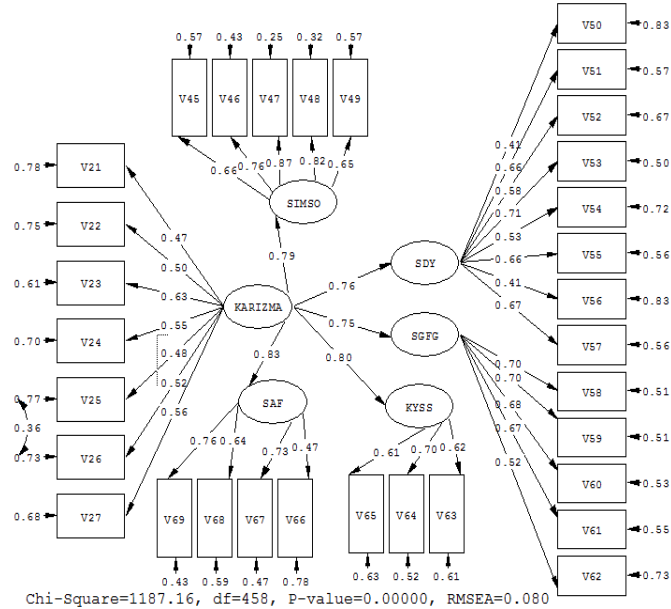 0.57 0.43 0.25 0.32 0.57
V45 V46 V47 V48 V49
0.66 0.76 0.87 0.82 0.65
SIMSO
0.79
0.78 V21
0.75 V22
0.61 V23
0.70 V24
0.77 V25
0.36
0.73 V26
0.68 V27
0.47
0.50
0.63
0.55
0.48
0.52
0.56
KARIZMA
0.76
0.75
0.80
0.83
SDY
SGFG
SAF
KYSS
0.41
0.66
0.58
0.71
0.53
0.66
0.41
0.67
V50 0.83
V51 0.57
V52 0.67
V53 0.50
V54 0.72
V55 0.56
V56 0.83
V57 0.56
0.70
0.70
0.68
0.67
0.52
V58 0.51
V59 0.51
V60 0.53
V61 0.55
V62 0.73
0.76 0.64 0.73 0.47
V69 V68 V67 V66
0.43 0.59 0.47 0.78
0.61 0.70 0.62
V65 V64 V63
0.63 0.52 0.61
Chi-Square=1187.16, df=458, P-value=0.00000, RMSEA=0.080